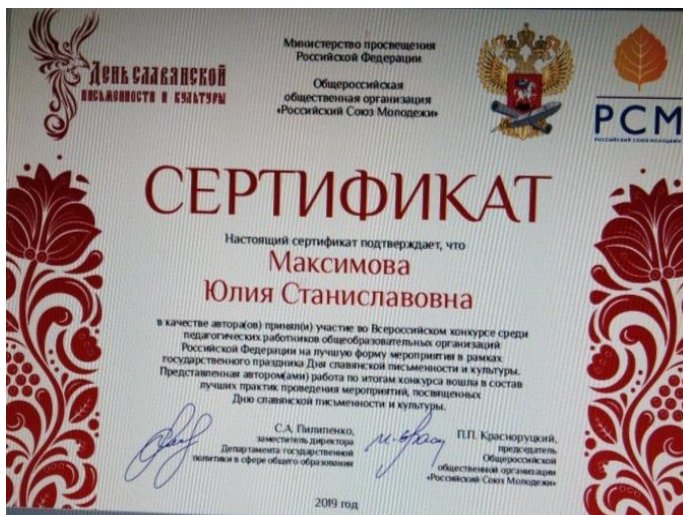 День славянской
письменности и культуры
Министерство просвещения
Российской Федерации
Общероссийская
общественная организация
«Российский Союз Молодежи»
РСМ
РОССИЙСКИЙ СОЮЗ МОЛОДЕЖИ
СЕРТИФИКАТ
Настоящий сертификат подтверждает, что
Максимова
Юлия Станиславовна
в качестве автора(ов) принял(и) участие во Всероссийском конкурсе среди
педагогических работников общеобразовательных организаций
Российской Федерации на лучшую форму мероприятия в рамках
государственного праздника Дня славянской письменности и культуры.
Представленная автором(ами) работа по итогам конкурса вошла в состав
лучших практик проведения мероприятий, посвященных
Дню славянской письменности и культуры.
С.А. Пилипенко,
заместитель директора
Департамента государственной
политики в сфере общего образования
П.П. Красноруцкий,
председатель
Общероссийской
общественной организации
«Российский Союз Молодежи»
2019 год